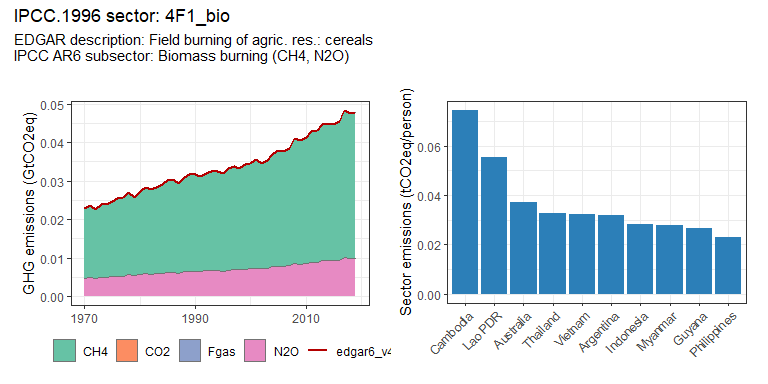 IPCC.1996 sector: 4F1_bio
EDGAR description: Field burning of agric. res.: cereals
IPCC AR6 subsector: Biomass burning (CH4, N2O)
GHG emissions (GtCO2eq)
0.05
0.04
0.03
0.02
0.01
0.00
1970
1990
2010
CH4
CO2
Fgas
N2O
edgar6_v4
Sector emissions (tCO2eq/person)
0.06
0.04
0.02
0.00
Cambodia
Lao PDR
Australia
Thailand
Vietnam
Argentina
Indonesia
Myanmar
Guyana
Philippines